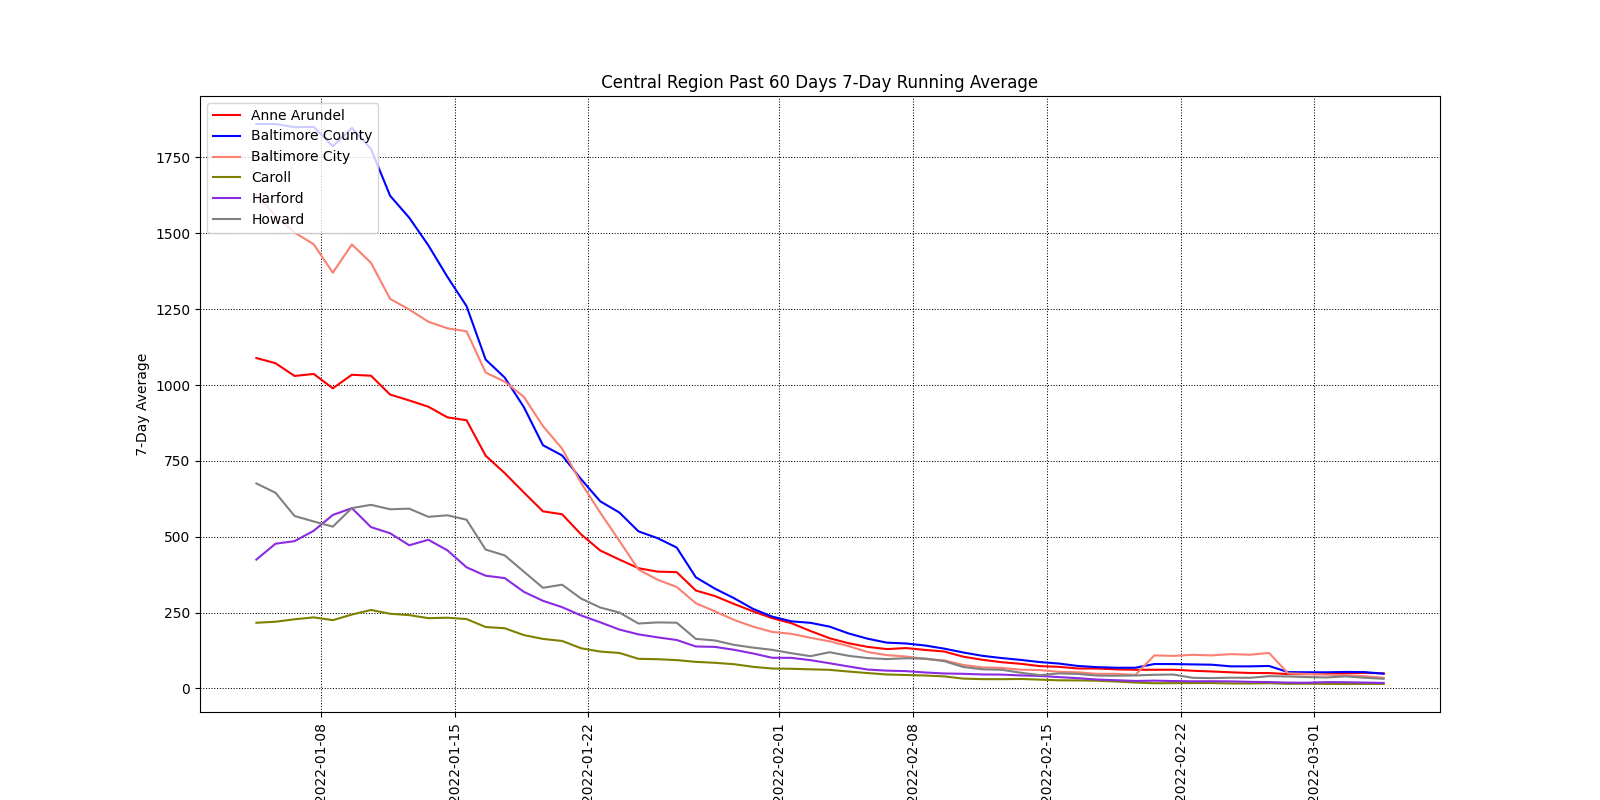 Central Region Past 60 Days 7-Day Running Average
Anne Arundel
Baltimore County
Baltimore City
Caroll
Harford
Howard
7-Day Average
1750
1500
1250
1000
750
500
250
0
2022-01-08
2022-01-15
2022-01-22
2022-02-01
2022-02-08
2022-02-15
2022-02-22
2022-03-01